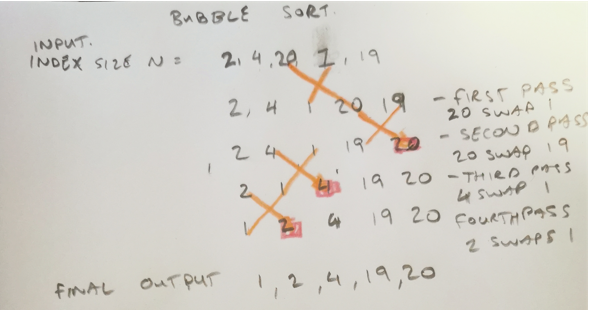 BUBBLE SORT.
INPUT.
INDEX SIZE N = 2, 4, 20 1, 19
2, 4 1 20 19 - FIRST PASS
20 SWAP 1
2 4 1 19 20 - SECOND PASS
20 SWAP 19
2 1 4 19 20 - THIRD PASS
4 SWAP 1
1 2 4 19 20 FOURTH PASS
2 SWAPS 1
FINAL OUTPUT 1, 2, 4, 19, 20